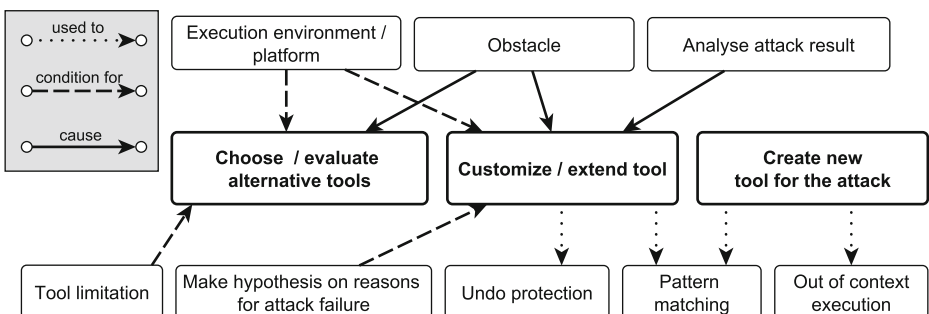 used to
condition for
cause
Execution environment /
platform
Obstacle
Analyse attack result
Choose / evaluate
alternative tools
Customize / extend tool
Create new
tool for the attack
Tool limitation
Make hypothesis on reasons
for attack failure
Undo protection
Pattern
matching
Out of context
execution